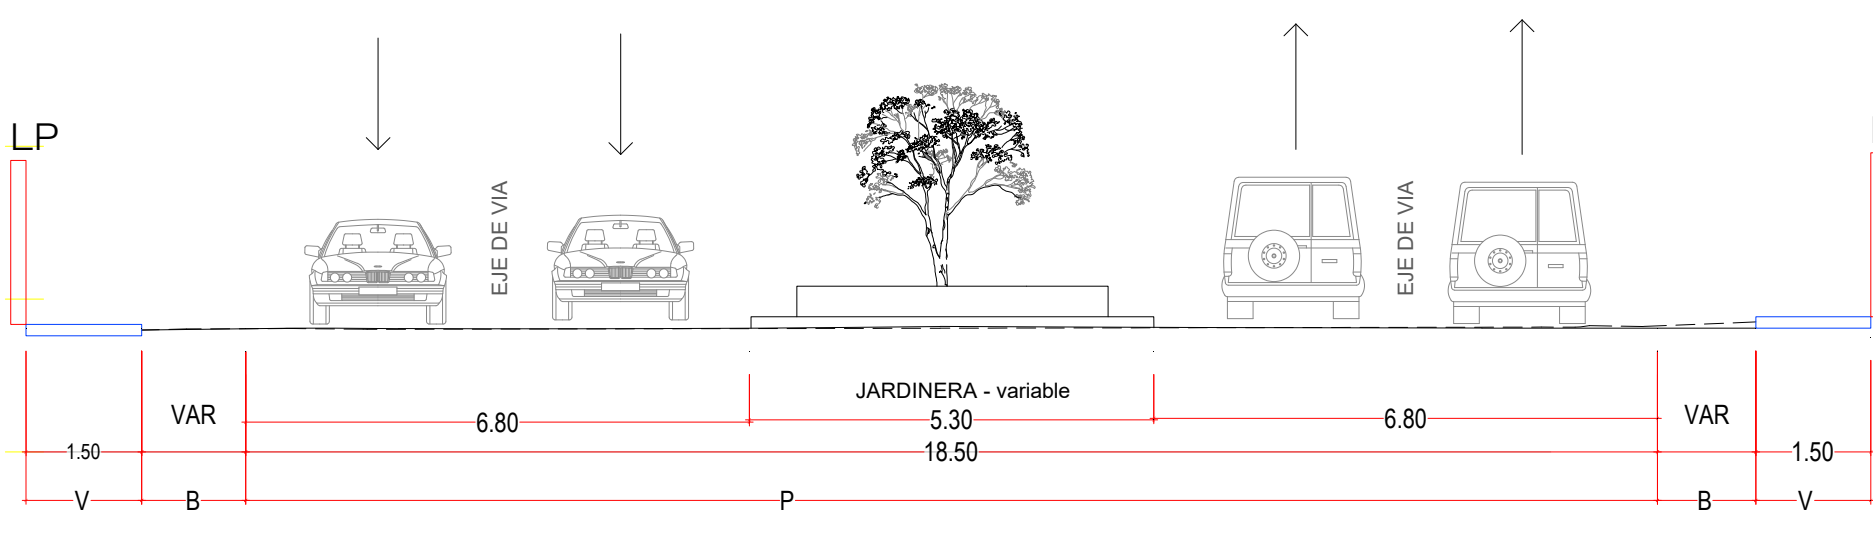 LP
EJE DE VIA
EJE DE VIA
JARDINERA - variable
VAR
6.80
5.30
6.80
VAR
1.50
18.50
1.50
V
B
P
B
V